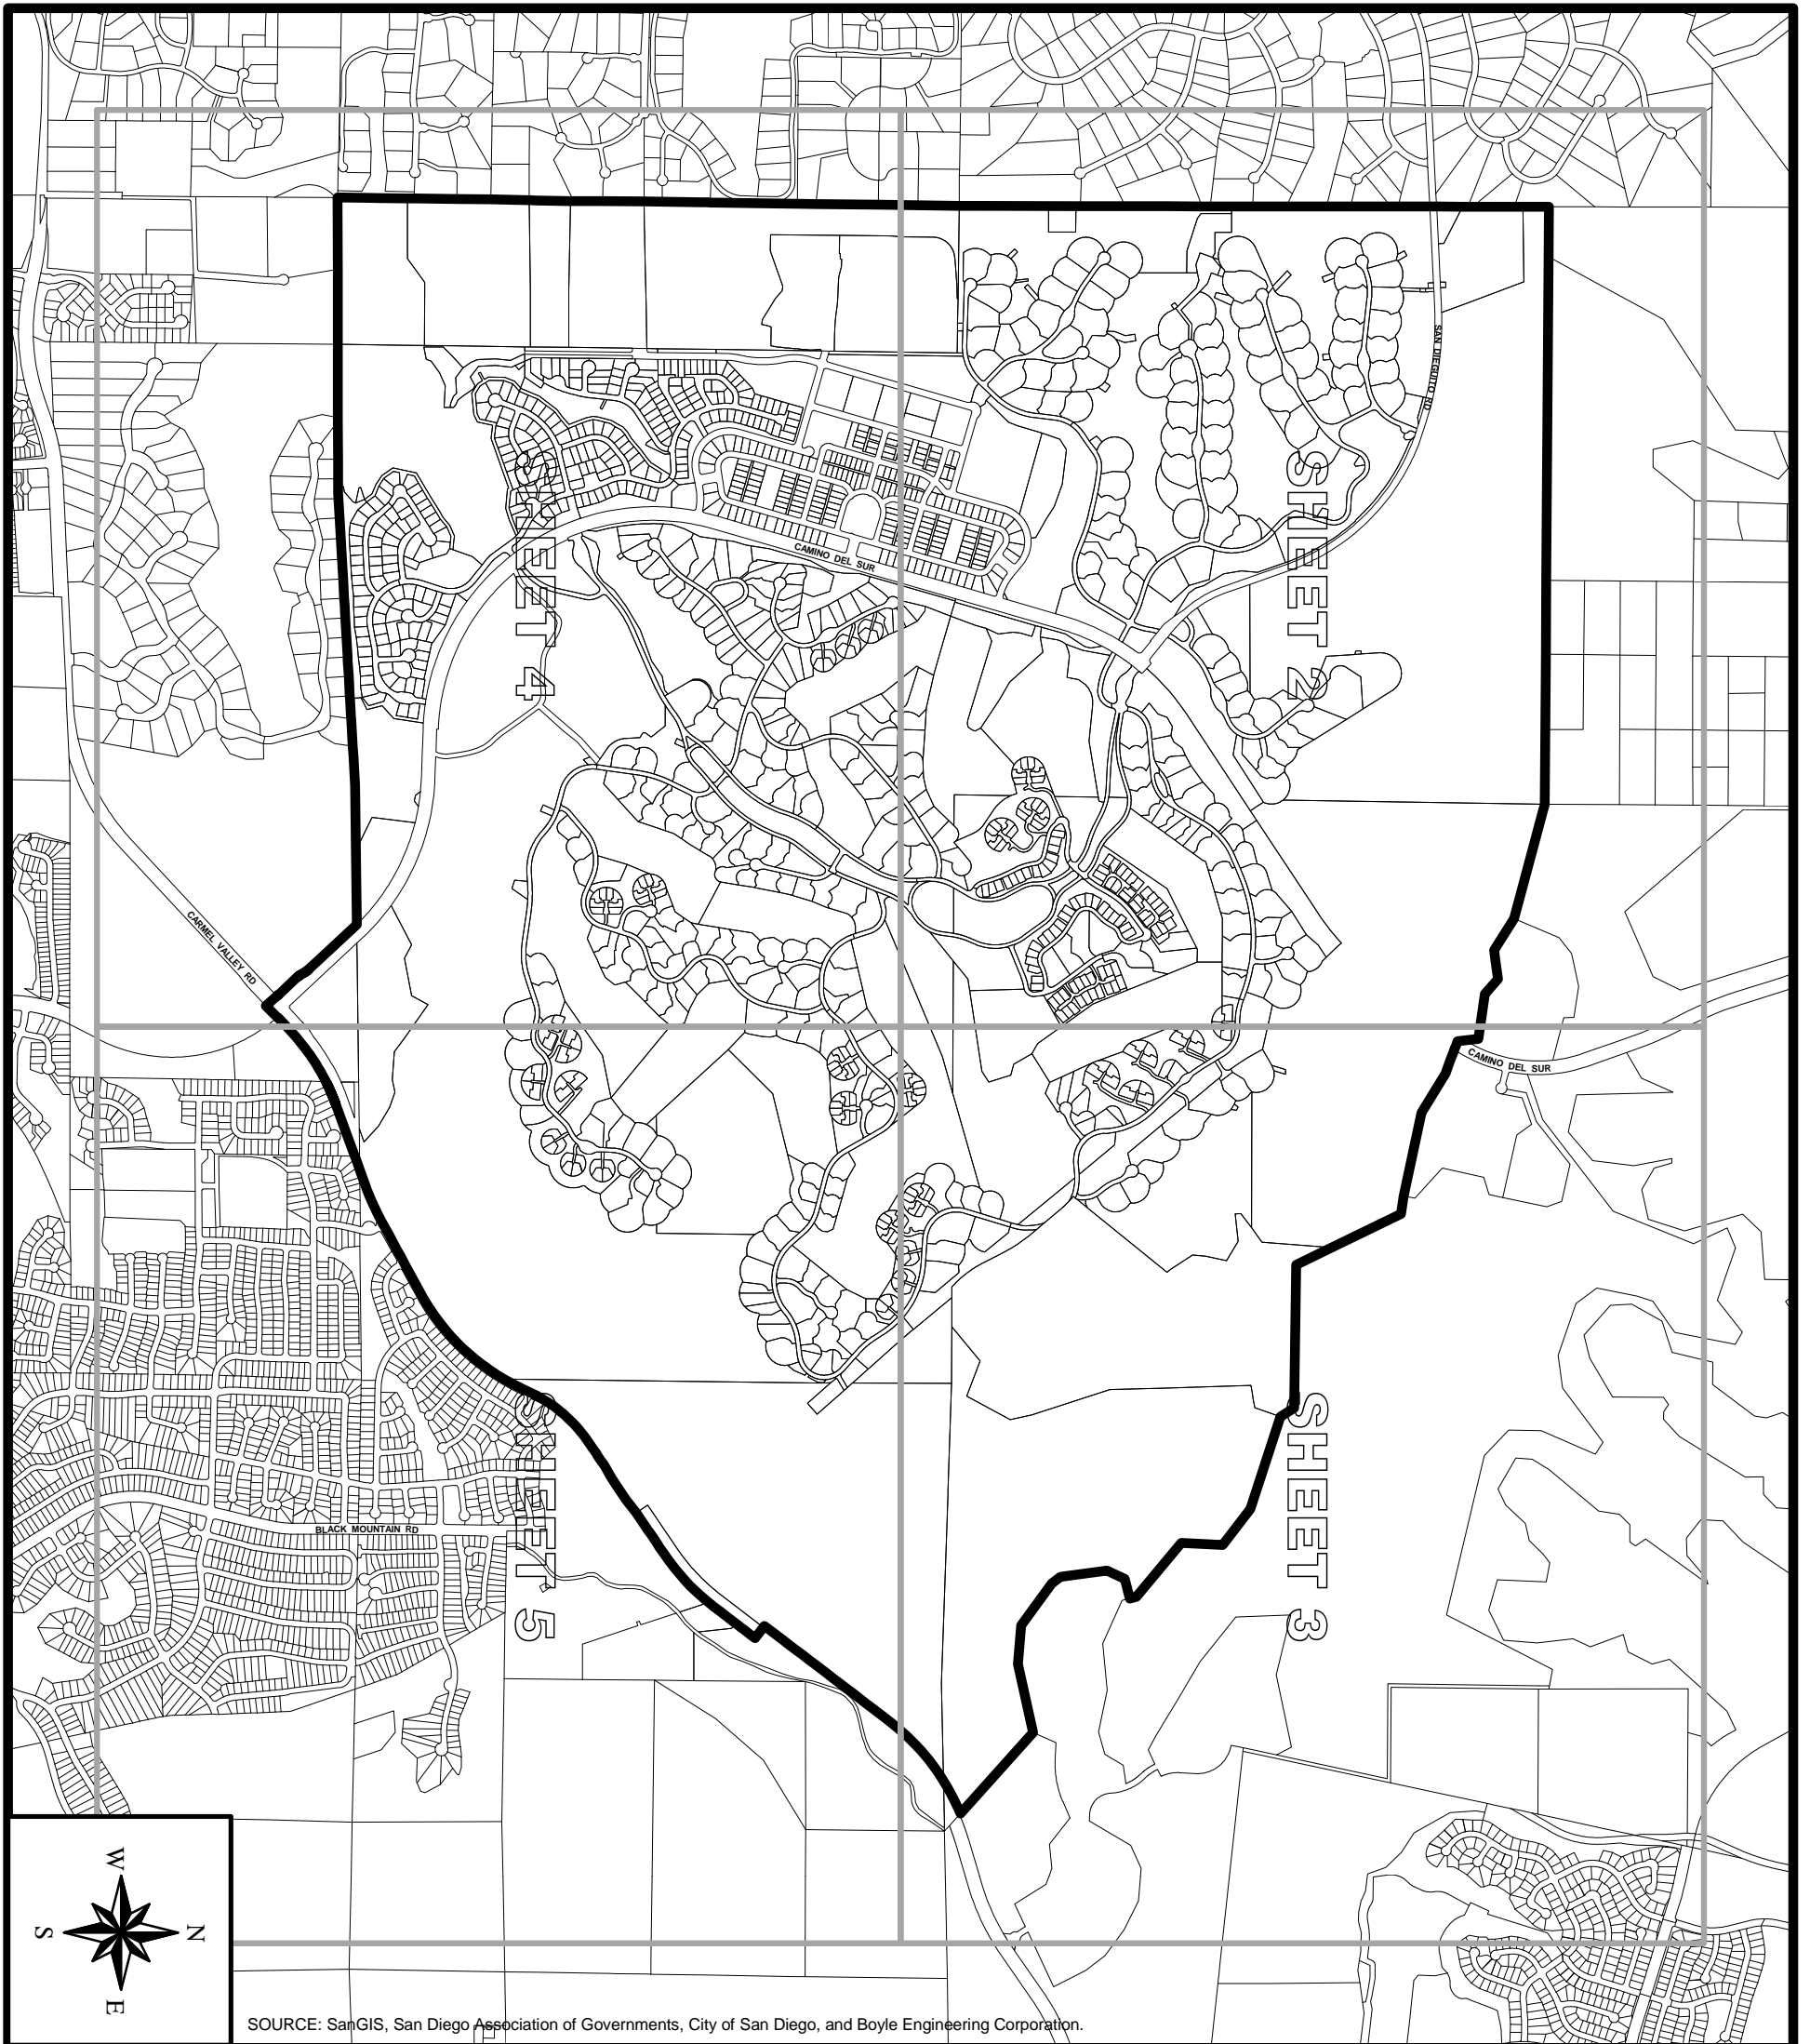 SAN DIEGUITO RD
SHEET 4
SHEET 2
CAMINO DEL SUR
CARMEL VALLEY RD
CAMINO DEL SUR
SHEET 5
SHEET 3
BLACK MOUNTAIN RD
W
N
S
E
SOURCE: SanGIS, San Diego Association of Governments, City of San Diego, and Boyle Engineering Corporation.